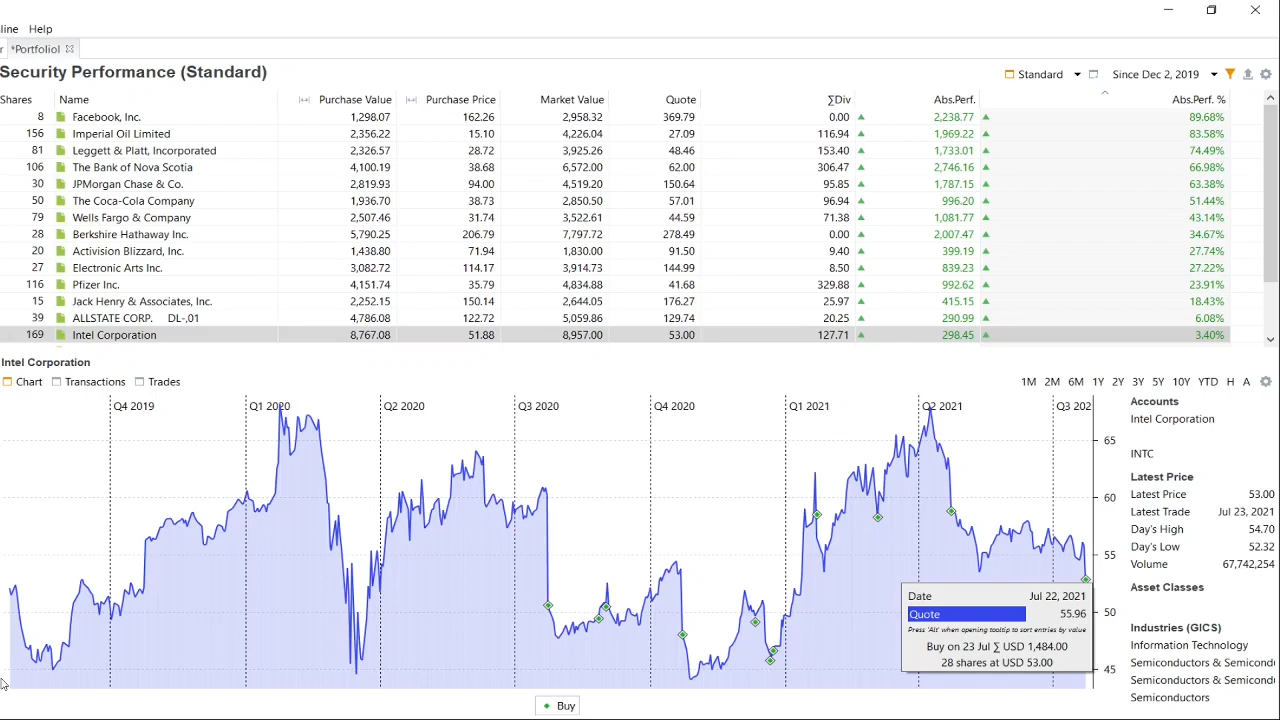 line Help
r *Portfoliol
Security Performance (Standard) Standard Since Dec 2, 2019
Shares Name Purchase Value Purchase Price Market Value Quote ∑Div Abs.Perf. Abs.Perf. %
8 Facebook, Inc. 1,298.07 162.26 2,958.32 369.79 0.00 2,238.77 89.68%
156 Imperial Oil Limited 2,356.22 15.10 4,226.04 27.09 116.94 1,969.22 83.58%
81 Leggett & Platt, Incorporated 2,326.57 28.72 3,925.26 48.46 153.40 1,733.01 74.49%
106 The Bank of Nova Scotia 4,100.19 38.68 6,572.00 62.00 306.47 2,746.16 66.98%
30 JPMorgan Chase & Co. 2,819.93 94.00 4,519.20 150.64 95.85 1,787.15 63.38%
50 The Coca-Cola Company 1,936.70 38.73 2,850.50 57.01 96.94 996.20 51.44%
79 Wells Fargo & Company 2,507.46 31.74 3,522.61 44.59 71.38 1,081.77 43.14%
28 Berkshire Hathaway Inc. 5,790.25 206.79 7,797.72 278.49 0.00 2,007.47 34.67%
20 Activision Blizzard, Inc. 1,438.80 71.94 1,830.00 91.50 9.40 399.19 27.74%
27 Electronic Arts Inc. 3,082.72 114.17 3,914.73 144.99 8.50 839.23 27.22%
116 Pfizer Inc. 4,151.74 35.79 4,834.88 41.68 329.88 992.62 23.91%
15 Jack Henry & Associates, Inc. 2,252.15 150.14 2,644.05 176.27 25.97 415.15 18.43%
39 ALLSTATE CORP. DL-,01 4,786.08 122.72 5,059.86 129.74 20.25 290.99 6.08%
169 Intel Corporation 8,767.08 51.88 8,957.00 53.00 127.71 298.45 3.40%
Intel Corporation
Chart Transactions Trades 1M 2M 6M 1Y 2Y 3Y 5Y 10Y YTD H A
Q4 2019 Q1 2020 Q2 2020 Q3 2020 Q4 2020 Q1 2021 Q2 2021 Q3 202
65
60
55
50
45
Date Jul 22, 2021
Quote 55.96
Press 'Alt' when opening tooltip to sort entries by value
Buy on 23 Jul ∑ USD 1,484.00
28 shares at USD 53.00
Buy
Accounts
Intel Corporation
INTC
Latest Price
Latest Price 53.00
Latest Trade Jul 23, 2021
Day's High 54.70
Day's Low 52.32
Volume 67,742,254
Asset Classes
Industries (GICS)
Information Technology
Semiconductors & Semicond
Semiconductors & Semicond
Semiconductors